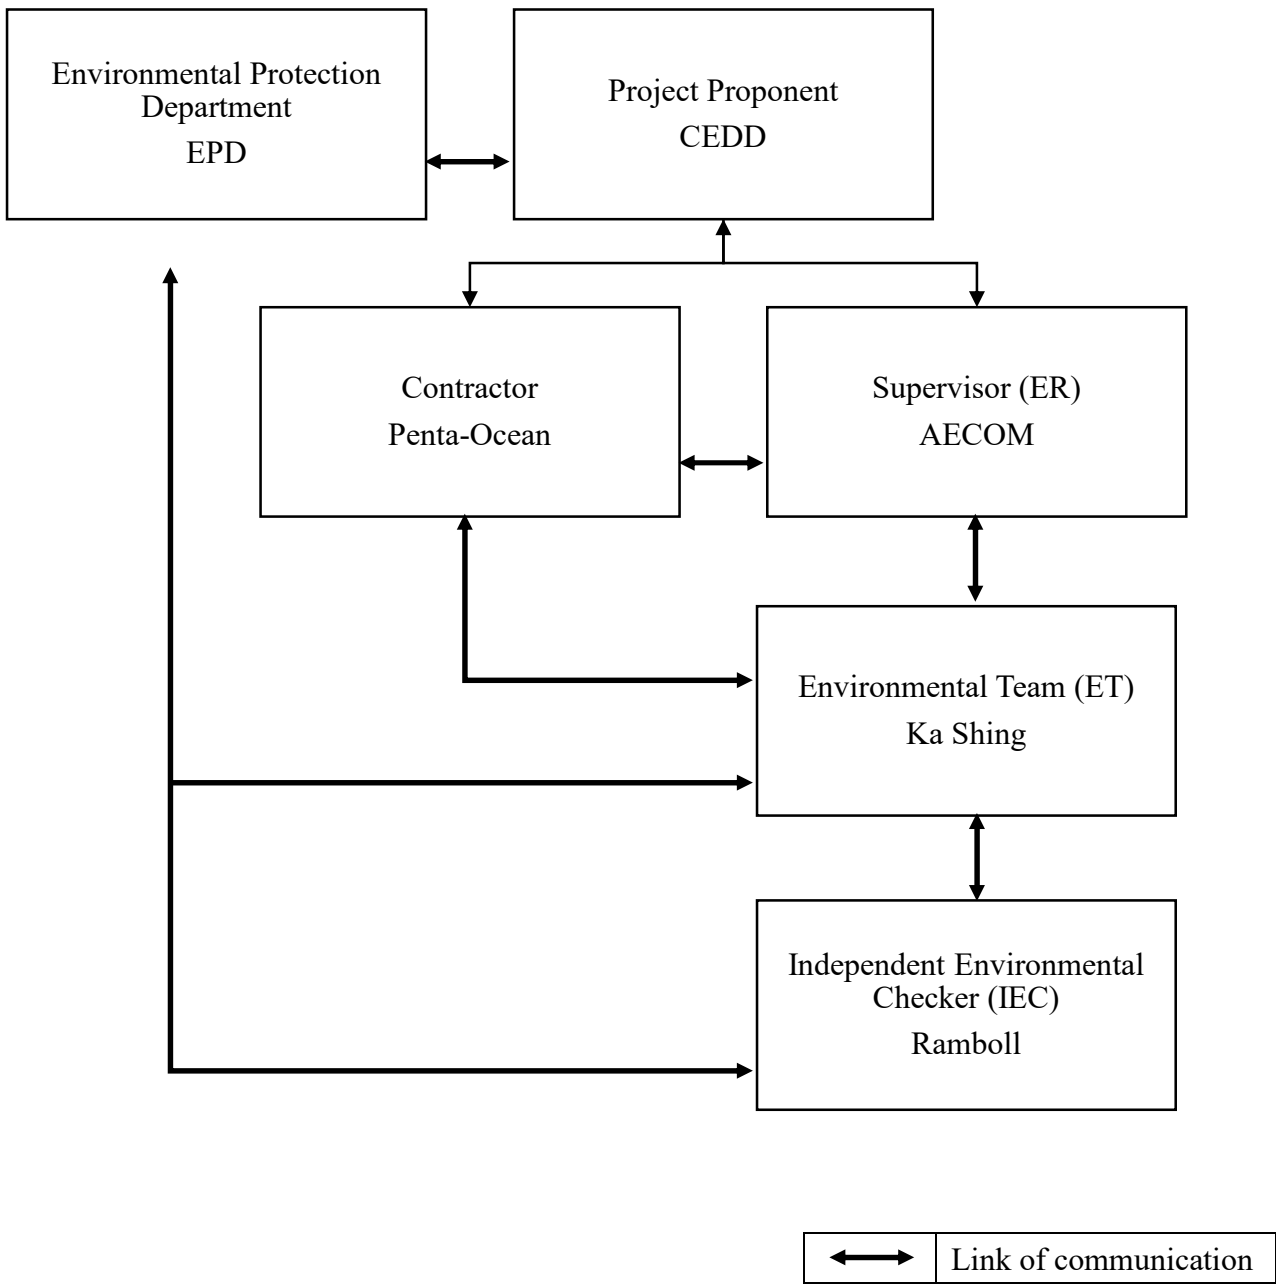 Environmental Protection
Department
EPD
Project Proponent
CEDD
Contractor
Penta-Ocean
Supervisor (ER)
AECOM
Environmental Team (ET)
Ka Shing
Independent Environmental
Checker (IEC)
Ramboll
Link of communication